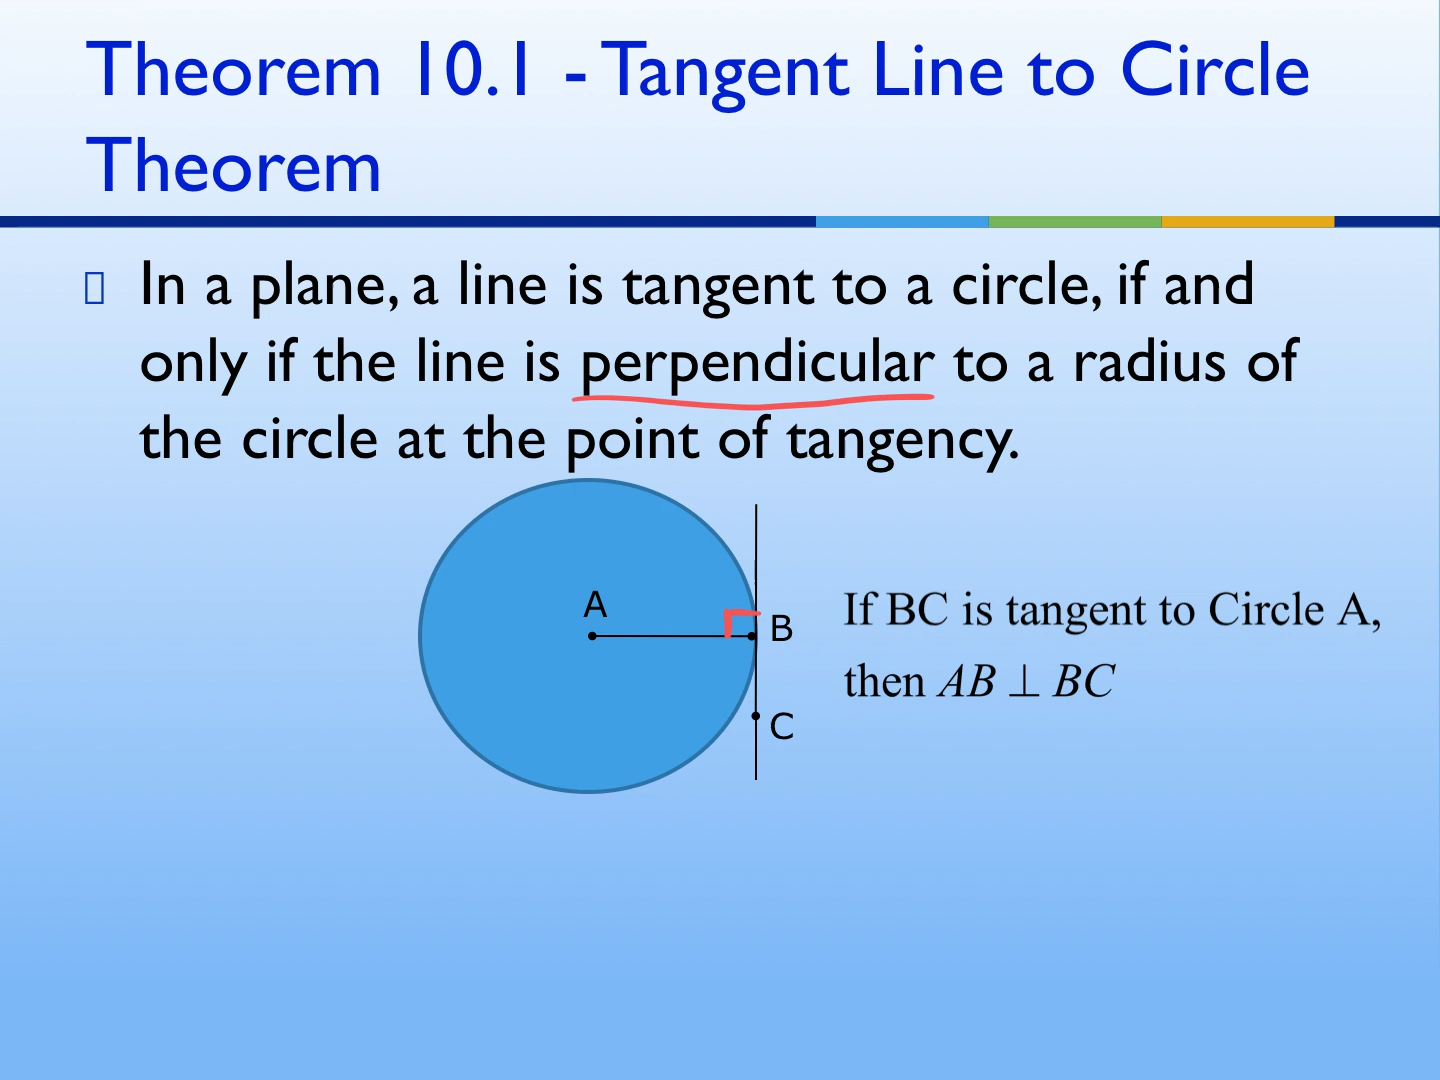 Theorem 10.1 - Tangent Line to Circle
Theorem
In a plane, a line is tangent to a circle, if and
only if the line is perpendicular to a radius of
the circle at the point of tangency.
A
B
C
If BC is tangent to Circle A,
then AB ⊥ BC